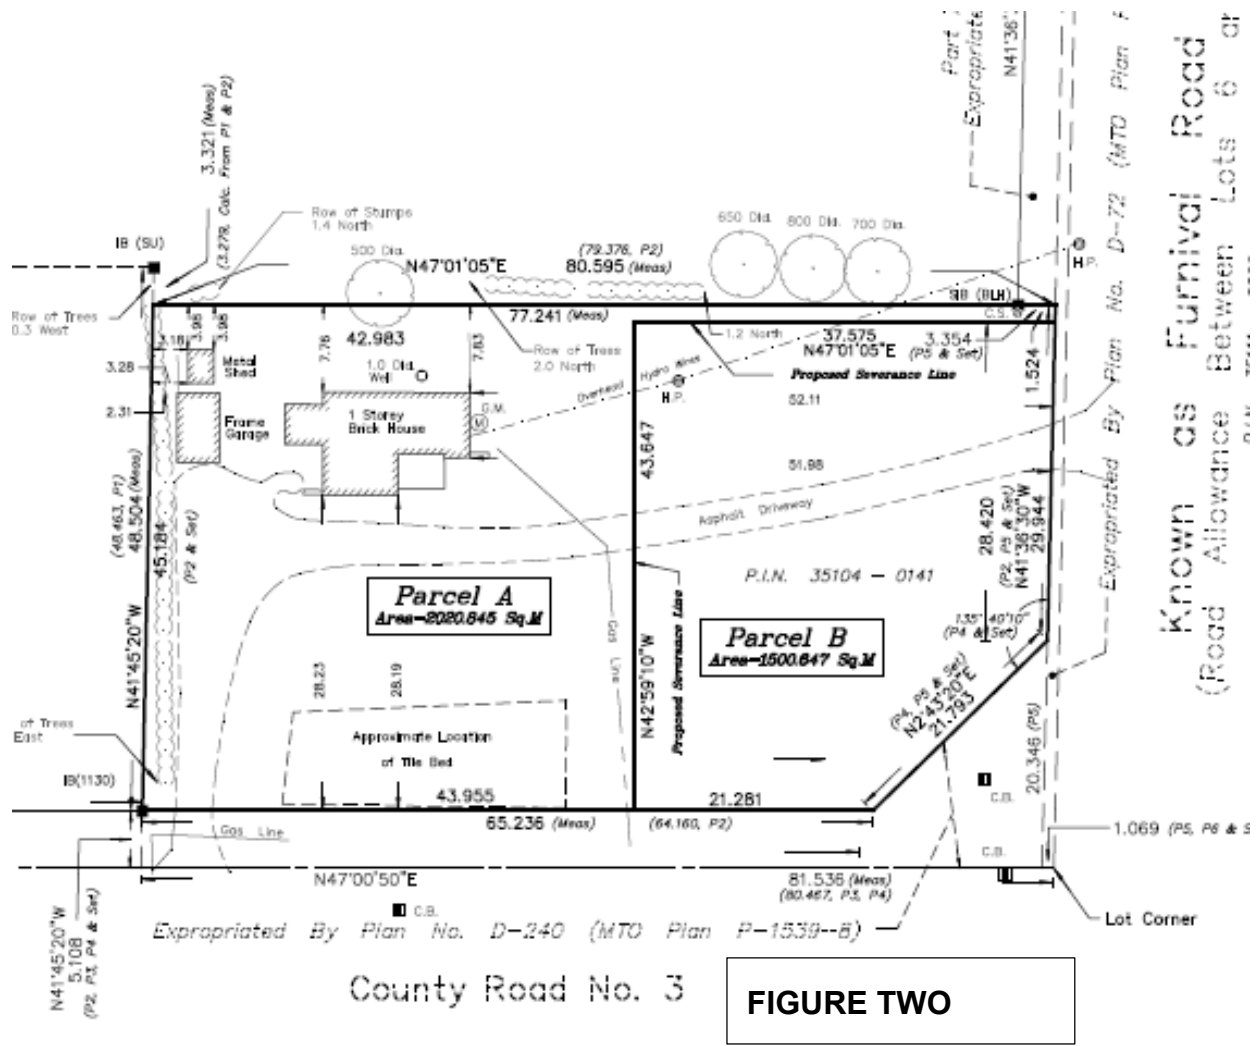 3.321 (Meas)
(3.279, Calc. From P1 & P2)
Row of Stumps
1.4 North
IB (SU)
500 Dia.
N47°01'05"E
(79.376, P2)
80.595 (Meas)
650 Dia.
800 Dia.
700 Dia.
H.P.
Part
Expropriate
N41°36'
Expropriated By Plan No. D-72 (MTO Plan P
Known as Furnival Road
(Road Allowance Between Lots 6 ar
Row of Trees
0.3 West
77.241 (Meas)
SIB (BLH)
C.S.
3.18
3.95
3.95
3.28
2.31
Metal
Shed
Frame
Garage
42.983
7.76
7.83
1.0 Dia.
Well
G.M.
M
1 Storey
Brick House
Row of Trees
2.0 North
1.2 North
37.575
N47°01'05"E
3.354
(P5 & Set)
1.524
Proposed Severance Line
Overhead Hydro Wires
H.P.
52.11
51.98
43.647
Asphalt Driveway
(48.463, P1)
48.504 (Meas)
45.184
(P2 & Set)
N41°45'20"W
28.420
(P2, P5 & Set)
N41°36'30"W
29.944
P.I.N. 35104 - 0141
Parcel A
Area=2020.845 Sq.M
Parcel B
Area=1500.647 Sq.M
135° 40'10"
(P4 & Set)
Gas Line
N42°59'10"W
Proposed Severance Line
(P4, P5 & Set)
N2°43'20"E
21.793
28.23
28.19
Approximate Location
of Tile Bed
of Trees
East
IB(1130)
43.955
21.281
65.236 (Meas)
(64.160, P2)
C.B.
20.346 (P5)
1.069 (P5, P6 & S
Gas Line
N47°00'50"E
C.B.
81.536 (Meas)
(80.467, P3, P4)
C.B.
Lot Corner
N41°45'20"W
5.108
(P2, P3, P4 & Set)
Expropriated By Plan No. D-240 (MTO Plan P-1539--8)
County Road No. 3
FIGURE TWO